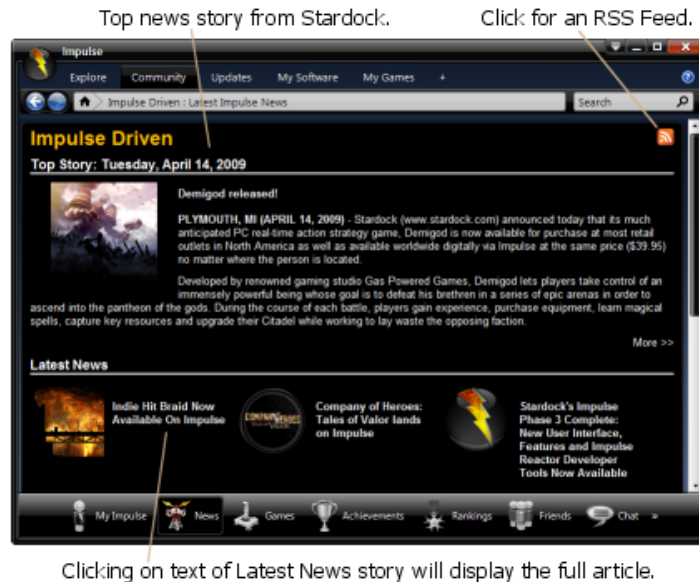 Top news story from Stardock.
Click for an RSS Feed.
Impulse
Explore Community Updates My Software My Games +
Impulse Driven : Latest Impulse News
Search
Impulse Driven
Top Story: Tuesday, April 14, 2009
Demigod released!
PLYMOUTH, MI (APRIL 14, 2009) - Stardock (www.stardock.com) announced today that its much
anticipated PC real-time action strategy game, Demigod is now available for purchase at most retail
outlets in North America as well as available worldwide digitally via Impulse at the same price ($39.95)
no matter where the person is located.
Developed by renowned gaming studio Gas Powered Games, Demigod lets players take control of an
immensely powerful being whose goal is to defeat his brethren in a series of epic arenas in order to
ascend into the pantheon of the gods. During the course of each battle, players gain experience, purchase equipment, learn magical
spells, capture key resources and upgrade their Citadel while working to lay waste the opposing faction.
More >>
Latest News
Indie Hit Braid Now
Available On Impulse
COMPANY of HEROES
Company of Heroes:
Tales of Valor lands
on Impulse
Stardock's Impulse
Phase 3 Complete:
New User Interface,
Features and Impulse
Reactor Developer
Tools Now Available
My Impulse News Games Achievements Rankings Friends Chat »
Clicking on text of Latest News story will display the full article.